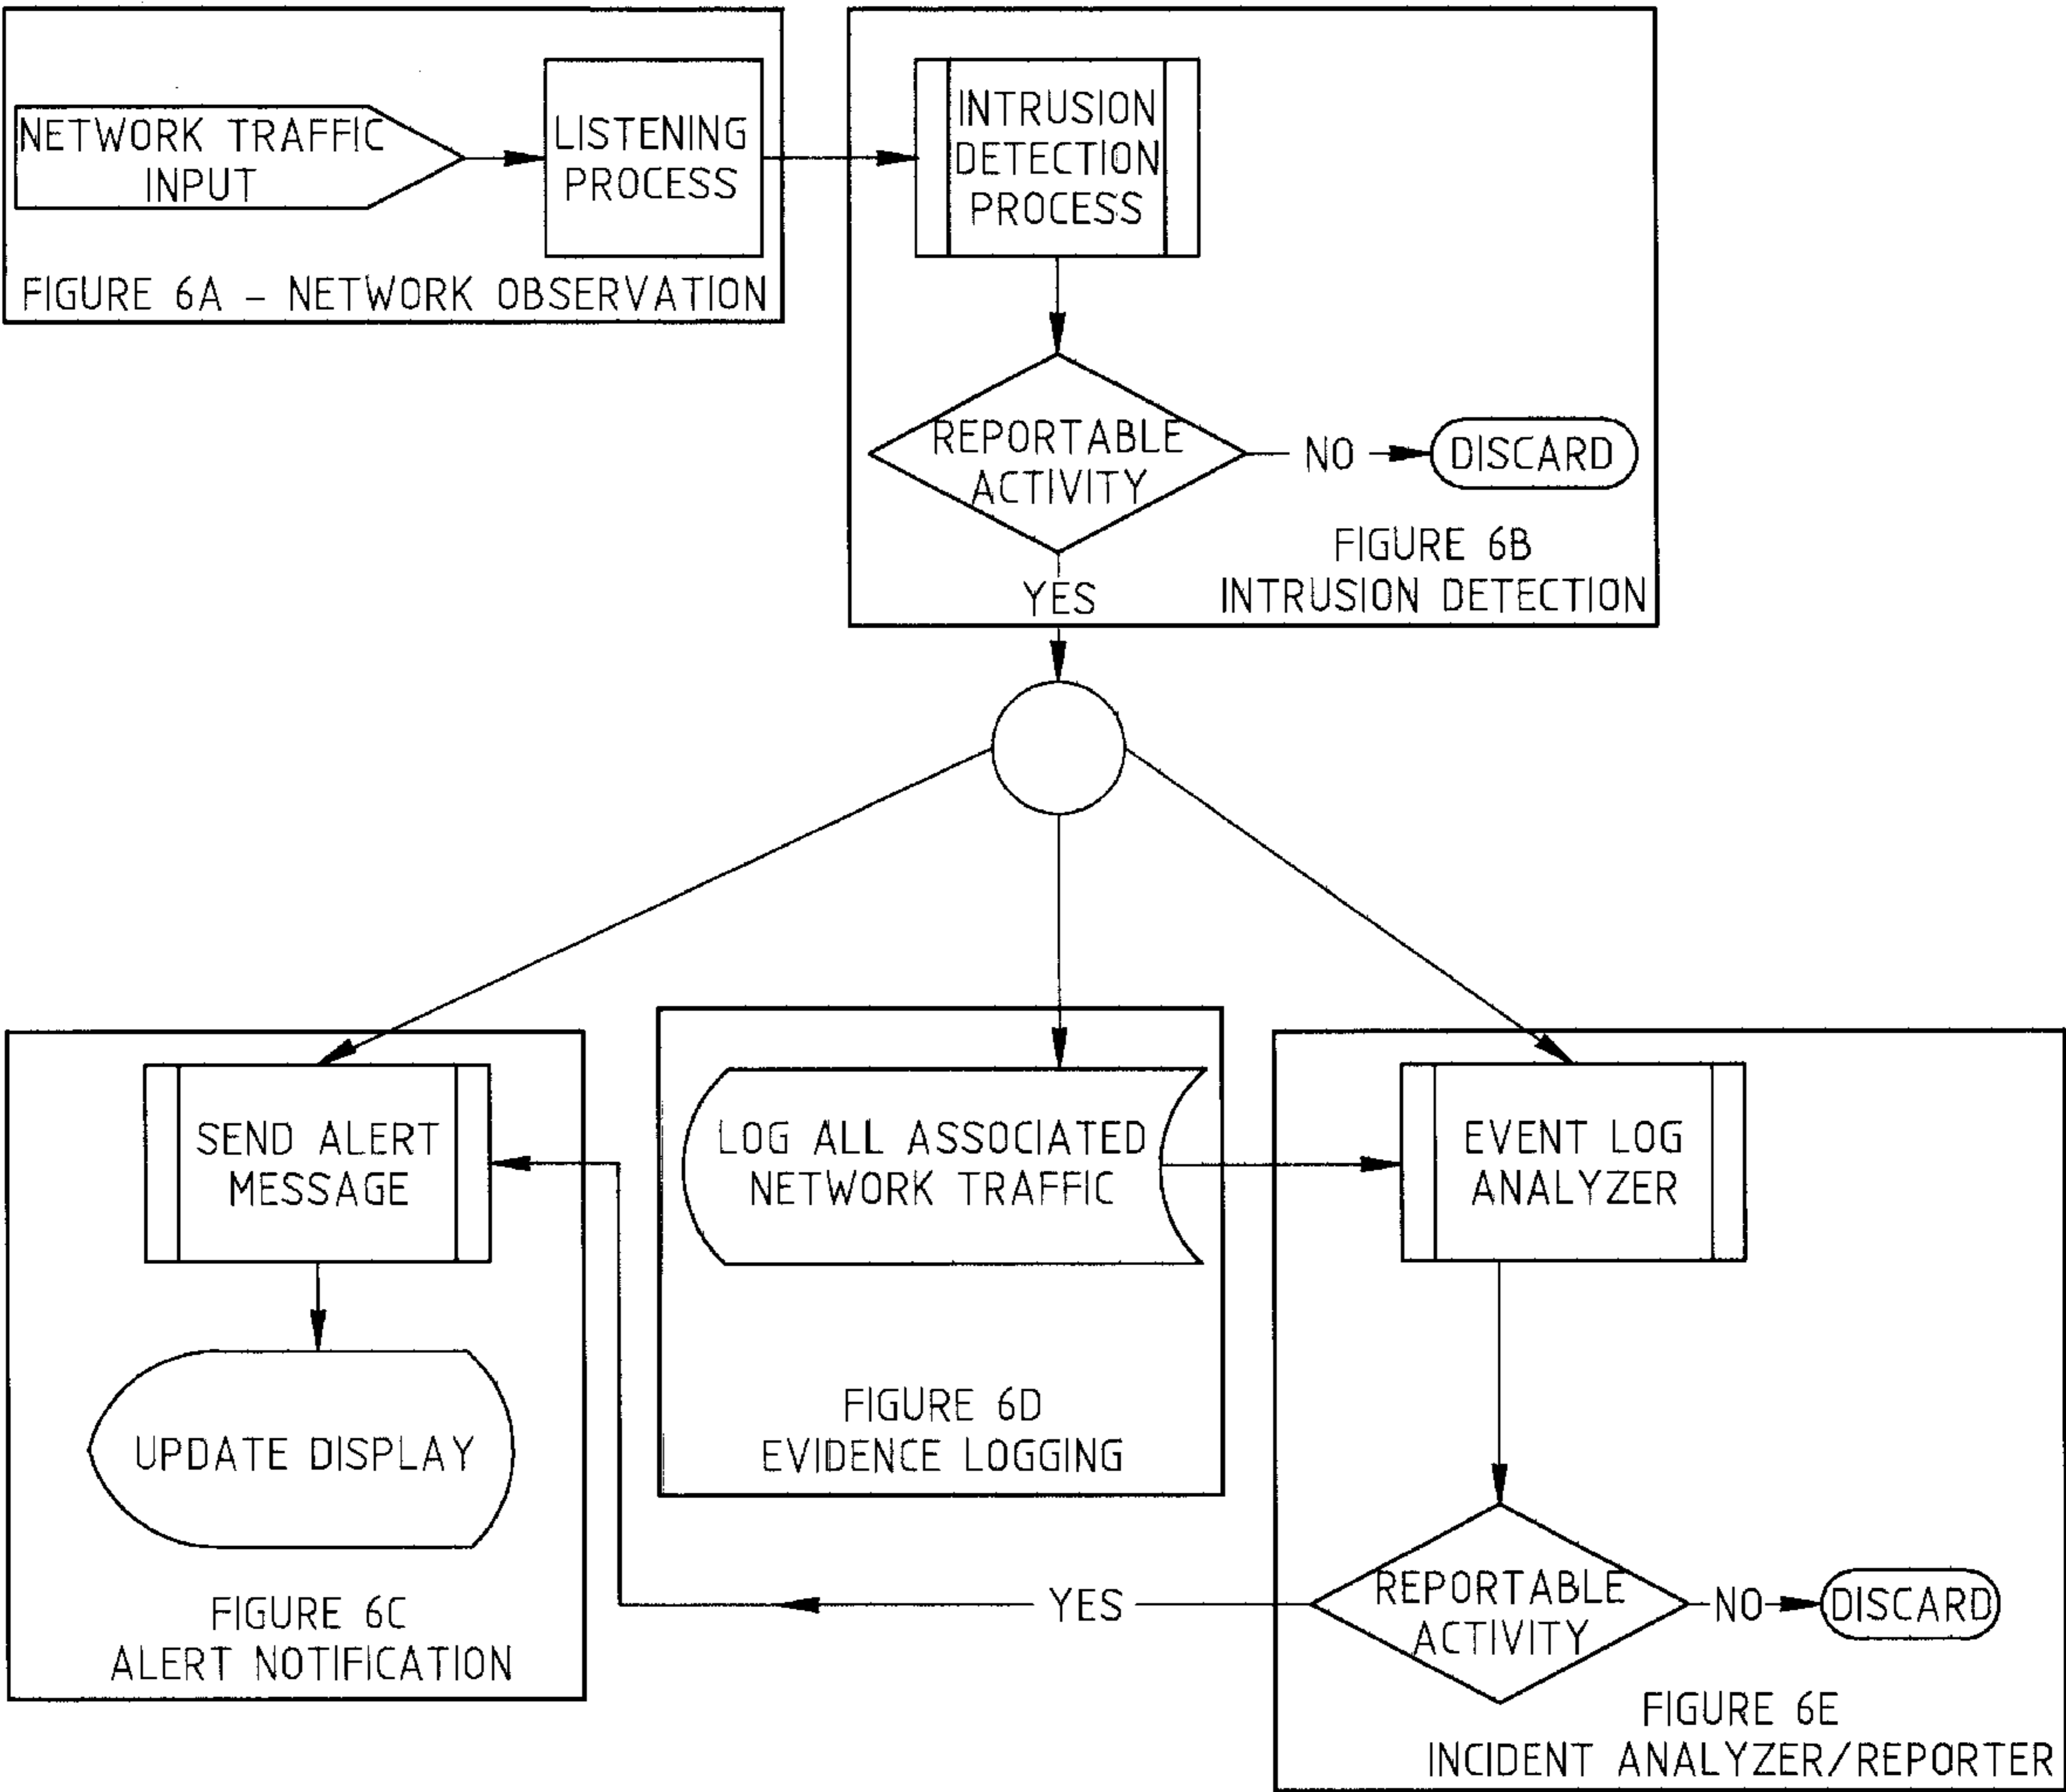 NETWORK TRAFFIC
INPUT
LISTENING
PROCESS
FIGURE 6A - NETWORK OBSERVATION
INTRUSION
DETECTION
PROCESS
REPORTABLE
ACTIVITY
NO
DISCARD
YES
FIGURE 6B
INTRUSION DETECTION
SEND ALERT
MESSAGE
UPDATE DISPLAY
FIGURE 6C
ALERT NOTIFICATION
LOG ALL ASSOCIATED
NETWORK TRAFFIC
FIGURE 6D
EVIDENCE LOGGING
EVENT LOG
ANALYZER
REPORTABLE
ACTIVITY
YES
NO
DISCARD
FIGURE 6E
INCIDENT ANALYZER/REPORTER